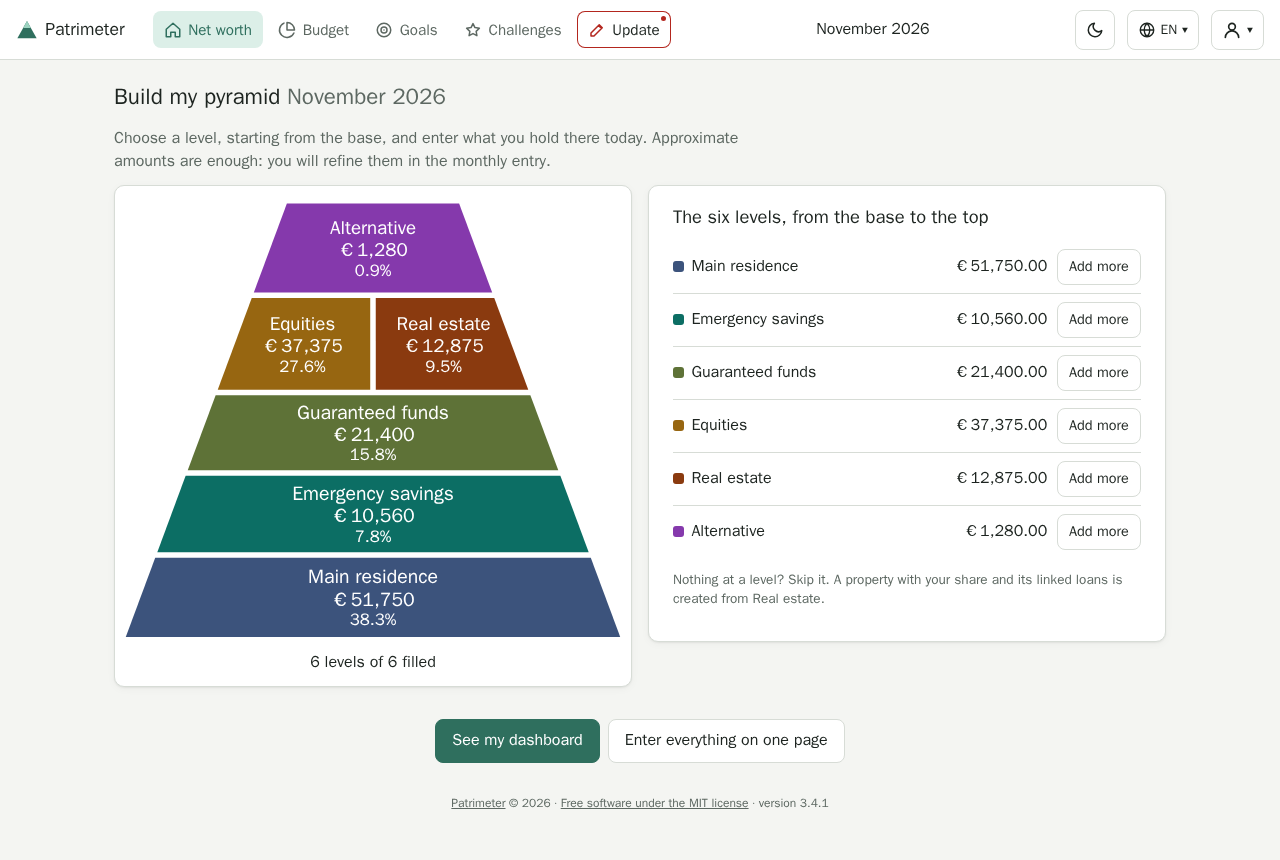 Patrimeter
Net worth
Budget
Goals
Challenges
Update
November 2026
EN ▾
▾
Build my pyramid November 2026
Choose a level, starting from the base, and enter what you hold there today. Approximate
amounts are enough: you will refine them in the monthly entry.
Alternative
€ 1,280
0.9%
Equities
€ 37,375
27.6%
Real estate
€ 12,875
9.5%
Guaranteed funds
€ 21,400
15.8%
Emergency savings
€ 10,560
7.8%
Main residence
€ 51,750
38.3%
6 levels of 6 filled
The six levels, from the base to the top
Main residence € 51,750.00 Add more
Emergency savings € 10,560.00 Add more
Guaranteed funds € 21,400.00 Add more
Equities € 37,375.00 Add more
Real estate € 12,875.00 Add more
Alternative € 1,280.00 Add more
Nothing at a level? Skip it. A property with your share and its linked loans is
created from Real estate.
See my dashboard
Enter everything on one page
Patrimeter © 2026 · Free software under the MIT license · version 3.4.1